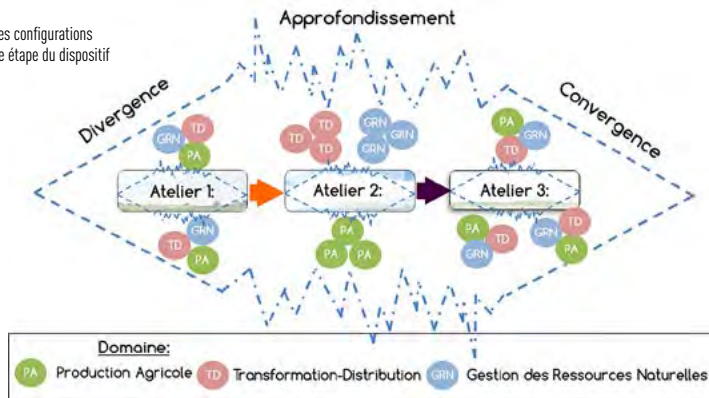 es configurations
e étape du dispositif
Approfondissement
Divergence
Convergence
GRN TD PA
TD TD TD
GRN GRN GRN
PA GRN TD
Atelier 1:
Atelier 2:
Atelier 3:
GRN TD PA
PA PA PA
PA TD GRN
TD GRN PA
Domaine:
PA Production Agricole TD Transformation-Distribution GRN Gestion des Ressources Naturelles